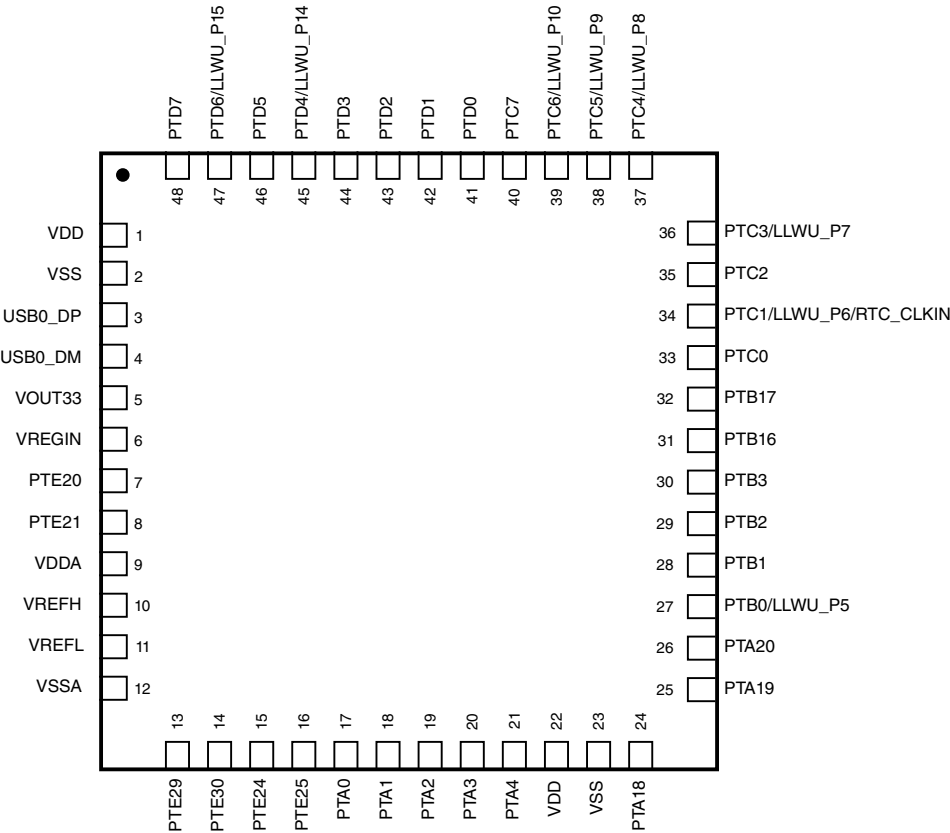 PTD7
PTD6/LLWU_P15
PTD5
PTD4/LLWU_P14
PTD3
PTD2
PTD1
PTD0
PTC7
PTC6/LLWU_P10
PTC5/LLWU_P9
PTC4/LLWU_P8
48
47
46
45
44
43
42
41
40
39
38
37
VDD 1
VSS 2
USB0_DP 3
USB0_DM 4
VOUT33 5
VREGIN 6
PTE20 7
PTE21 8
VDDA 9
VREFH 10
VREFL 11
VSSA 12
36 PTC3/LLWU_P7
35 PTC2
34 PTC1/LLWU_P6/RTC_CLKIN
33 PTC0
32 PTB17
31 PTB16
30 PTB3
29 PTB2
28 PTB1
27 PTB0/LLWU_P5
26 PTA20
25 PTA19
13
14
15
16
17
18
19
20
21
22
23
24
PTE29
PTE30
PTE24
PTE25
PTA0
PTA1
PTA2
PTA3
PTA4
VDD
VSS
PTA18